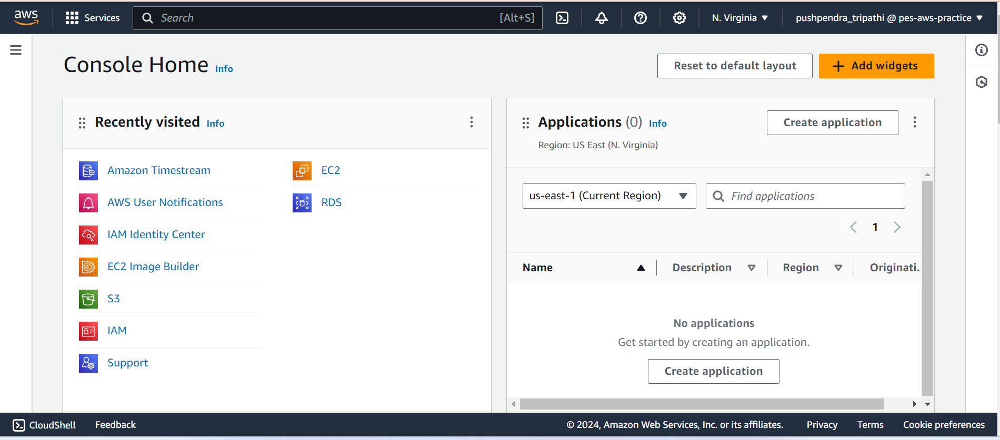 aws
Services
Search [Alt+S]
N. Virginia
pushpendra_tripathi @ pes-aws-practice
Console Home Info
Reset to default layout
Add widgets
Recently visited Info
Amazon Timestream
AWS User Notifications
IAM Identity Center
EC2 Image Builder
S3
IAM
Support
EC2
RDS
Applications (0) Info
Create application
Region: US East (N. Virginia)
us-east-1 (Current Region)
Find applications
1
Name Description Region Originati.
No applications
Get started by creating an application.
Create application
CloudShell Feedback
© 2024, Amazon Web Services, Inc. or its affiliates. Privacy Terms Cookie preferences